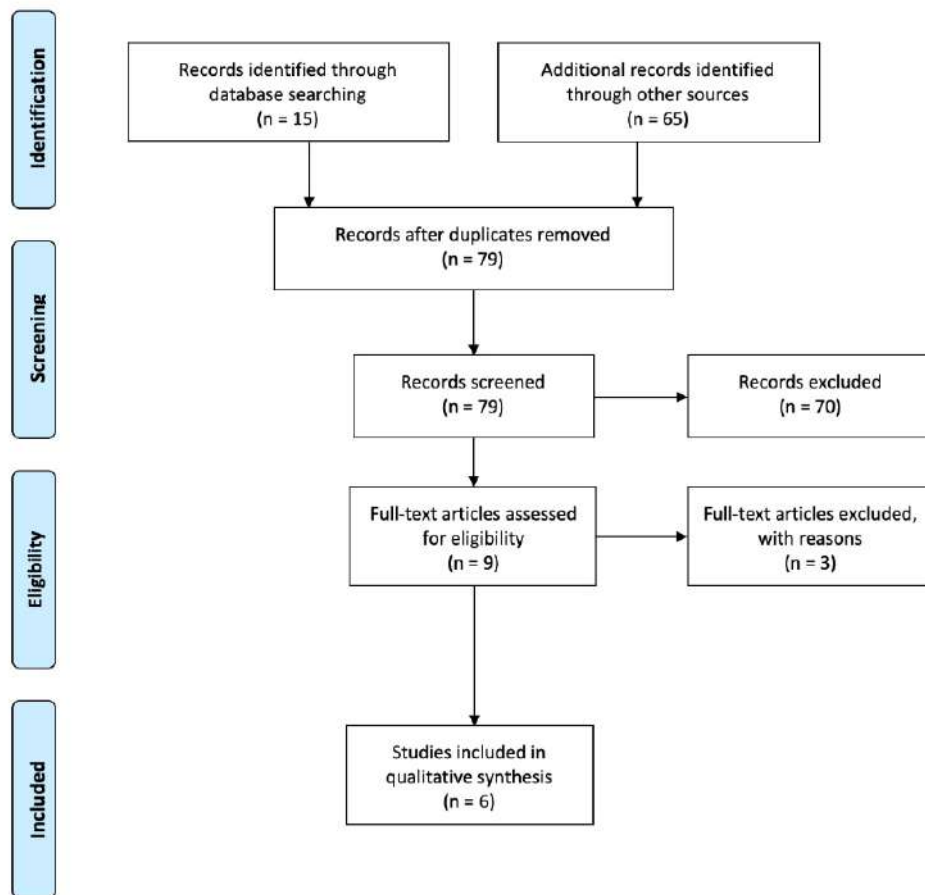 Identification
Records identified through
database searching
(n = 15)
Additional records identified
through other sources
(n = 65)
Records after duplicates removed
(n = 79)
Screening
Records screened
(n = 79)
Records excluded
(n = 70)
Eligibility
Full-text articles assessed
for eligibility
(n = 9)
Full-text articles excluded,
with reasons
(n = 3)
Included
Studies included in
qualitative synthesis
(n = 6)